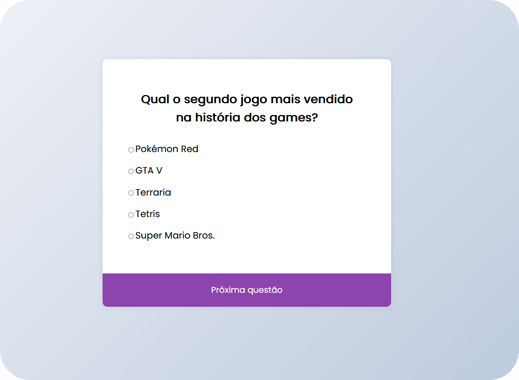 Qual o segundo jogo mais vendido
na história dos games?
Pokémon Red
GTA V
Terraria
Tetris
Super Mario Bros.
Próxima questão